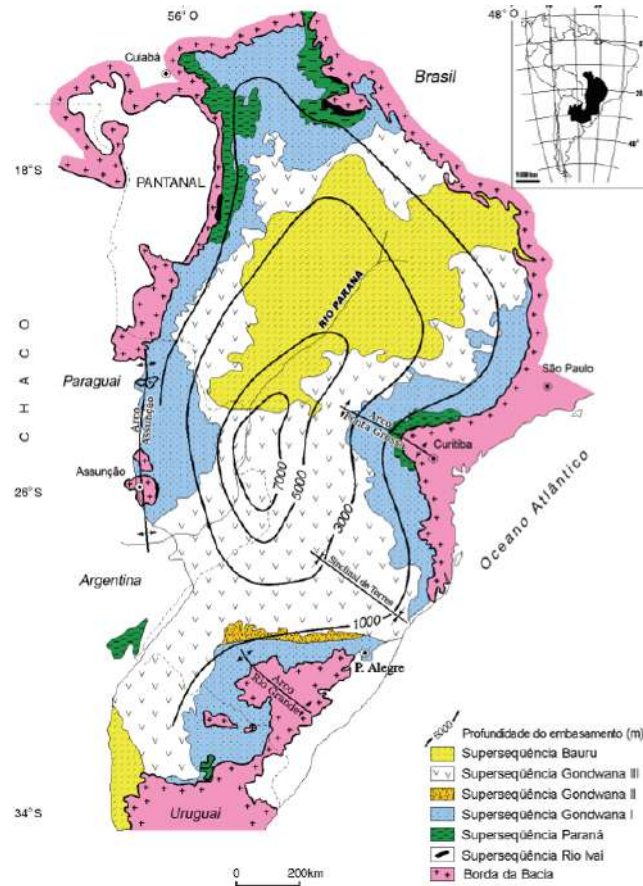 56°O
48°O
Cuiabá
Brasil
18°S
PANTANAL
RIO PARANÁ
CHACO
Paraguai
Arco
Assunção
São Paulo
Arco
Ponta Grossa
Curitiba
Assunção
26°S
7000
5000
3000
Oceano Atlântico
Argentina
Sinclinal de Torres
1000
P. Alegre
Arco
Rio Grande
Uruguai
34°S
5000 Profundidade do embasamento (m)
Superseqüência Bauru
Superseqüência Gondwana III
Superseqüência Gondwana II
Superseqüência Gondwana I
Superseqüência Paraná
Superseqüência Rio Ivaí
Borda da Bacia
0 200km